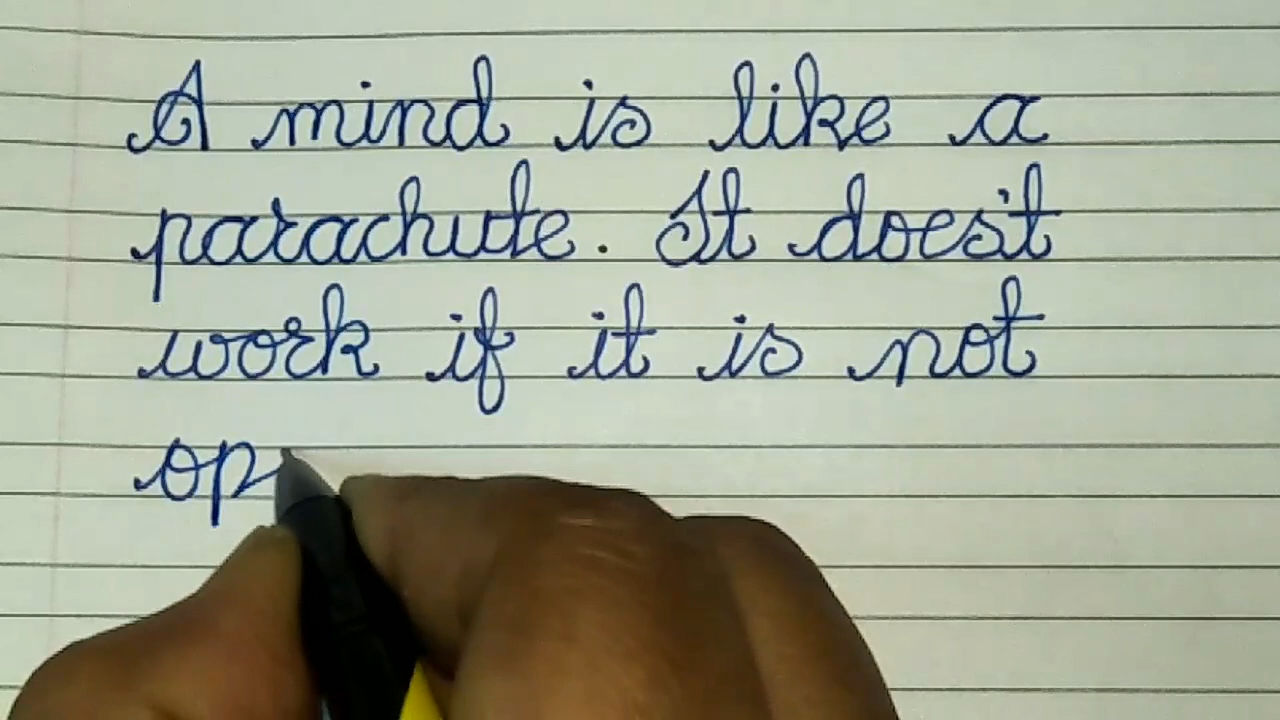 A mind is like a
parachute. It does't
work if it is not
op